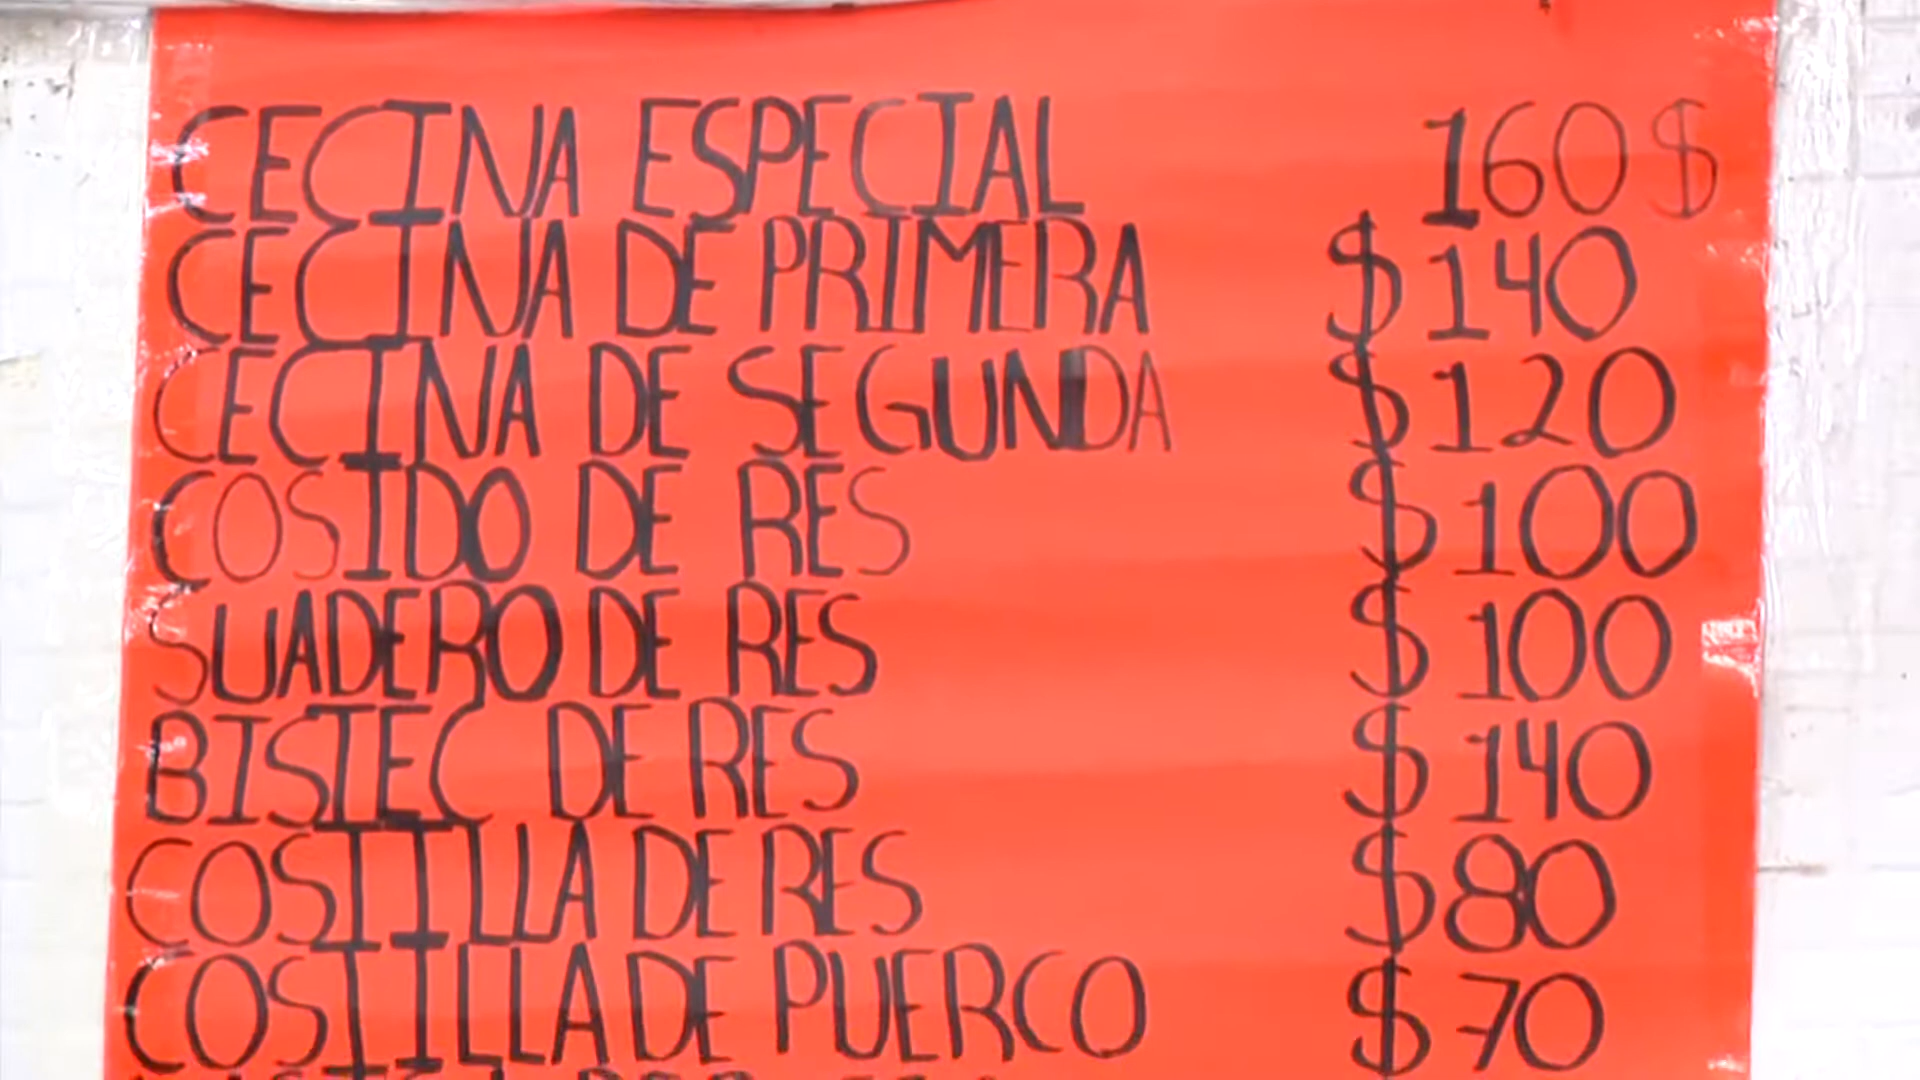 CECINA ESPECIAL 160$
CECINA DE PRIMERA $140
CECINA DE SEGUNDA $120
COSIDO DE RES $100
SUADERO DE RES $100
BISTEC DE RES $140
COSTILLA DE RES $80
COSTILLA DE PUERCO $70